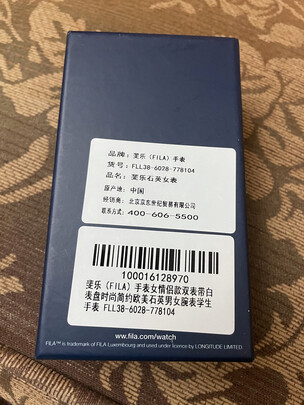 品牌：斐乐（FILA）手表
货号：FLL38-6028-778104
品名：斐乐石英女表
原产地：中国
经销商：北京京东世纪贸易有限公司
联系方式：400-606-5500
100016128970
斐乐（FILA）手表女情侣款双表带白
表盘时尚简约欧美石英男女腕表学生
手表 FLL38-6028-778104
www.fila.com/watch
FILA™ is trademark of FILA Luxembourg and used under licence by LONGITUDE LIMITED